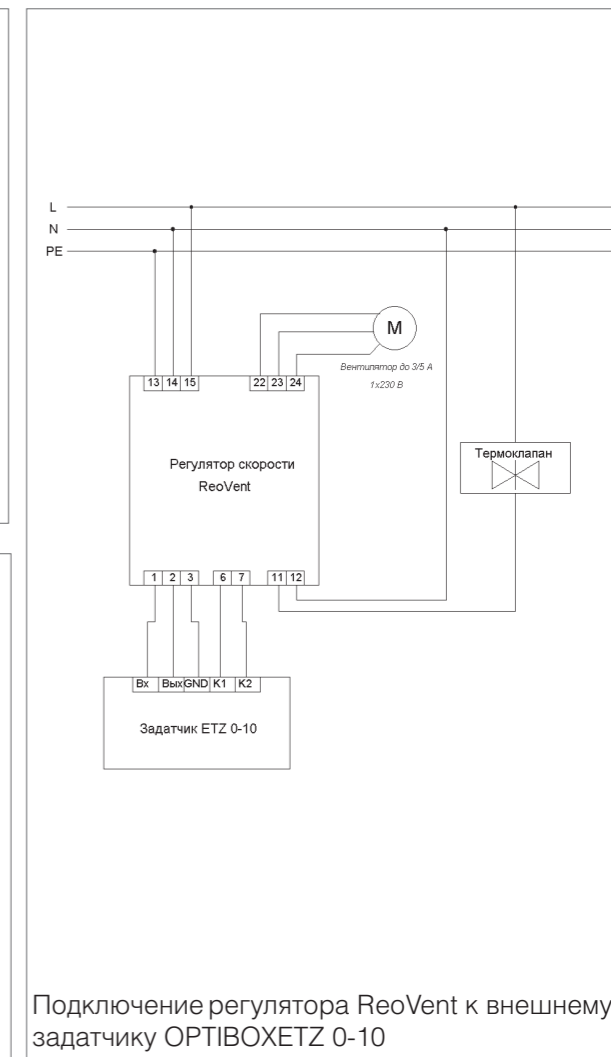 L
N
PE
M
Вентилятор до 3/5 А
1x230 В
13 14 15 22 23 24
Регулятор скорости
ReoVent
Термоклапан
1 2 3 6 7 11 12
Вх Вых GND K1 K2
Задатчик ETZ 0-10
Подключение регулятора ReoVent к внешнему
задатчику OPTIBOXETZ 0-10